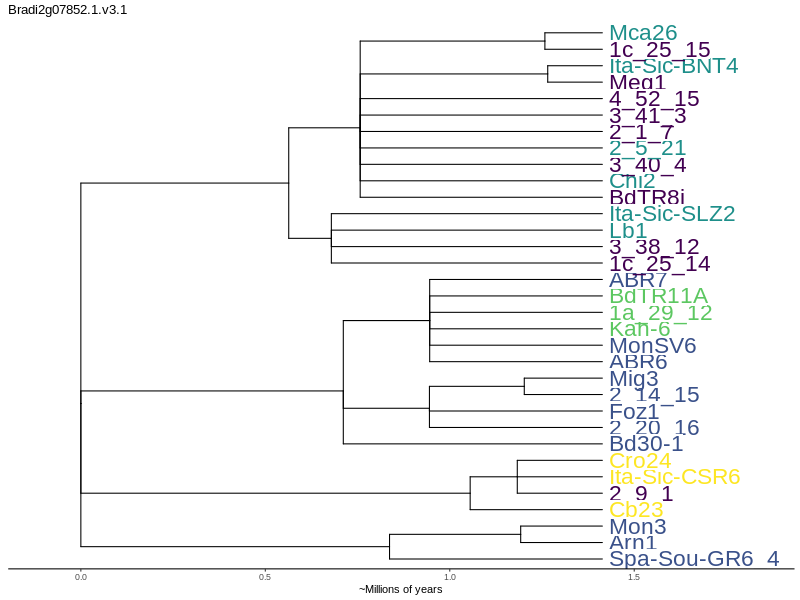 Bradi2g07852.1.v3.1
Mca26
1c_25_15
Ita-Sic-BNT4
Meg1
4_52_15
3_41_3
2_1_7
2_5_21
3_40_4
Chi2
BdTR8i
Ita-Sic-SLZ2
Lb1
3_38_12
1c_25_14
ABR7
BdTR11A
1a_29_12
Kah-6
MonSV6
ABR6
Mig3
2_14_15
Foz1
2_20_16
Bd30-1
Cro24
Ita-Sic-CSR6
2_9_1
Cb23
Mon3
Arn1
Spa-Sou-GR6_4
0.0 0.5 1.0 1.5
~Millions of years